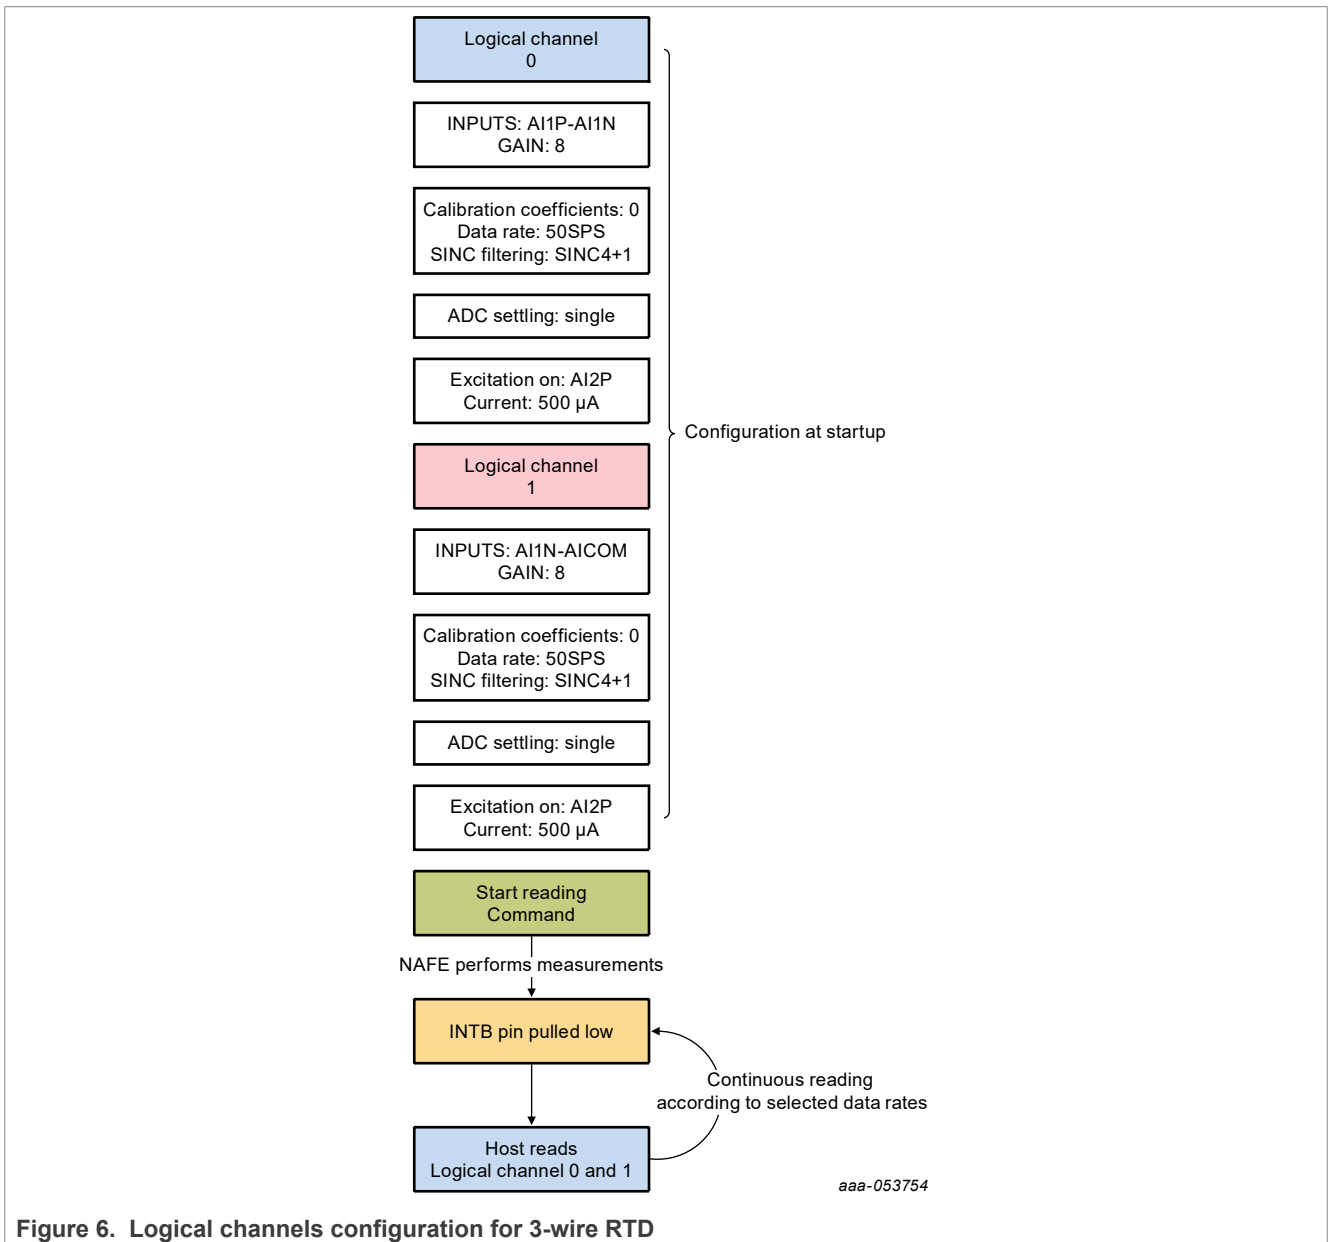 Logical channel
0
INPUTS: AI1P-AI1N
GAIN: 8
Calibration coefficients: 0
Data rate: 50SPS
SINC filtering: SINC4+1
ADC settling: single
Excitation on: AI2P
Current: 500 µA
Configuration at startup
Logical channel
1
INPUTS: AI1N-AICOM
GAIN: 8
Calibration coefficients: 0
Data rate: 50SPS
SINC filtering: SINC4+1
ADC settling: single
Excitation on: AI2P
Current: 500 µA
Start reading
Command
NAFE performs measurements
INTB pin pulled low
Continuous reading
according to selected data rates
Host reads
Logical channel 0 and 1
aaa-053754
Figure 6. Logical channels configuration for 3-wire RTD